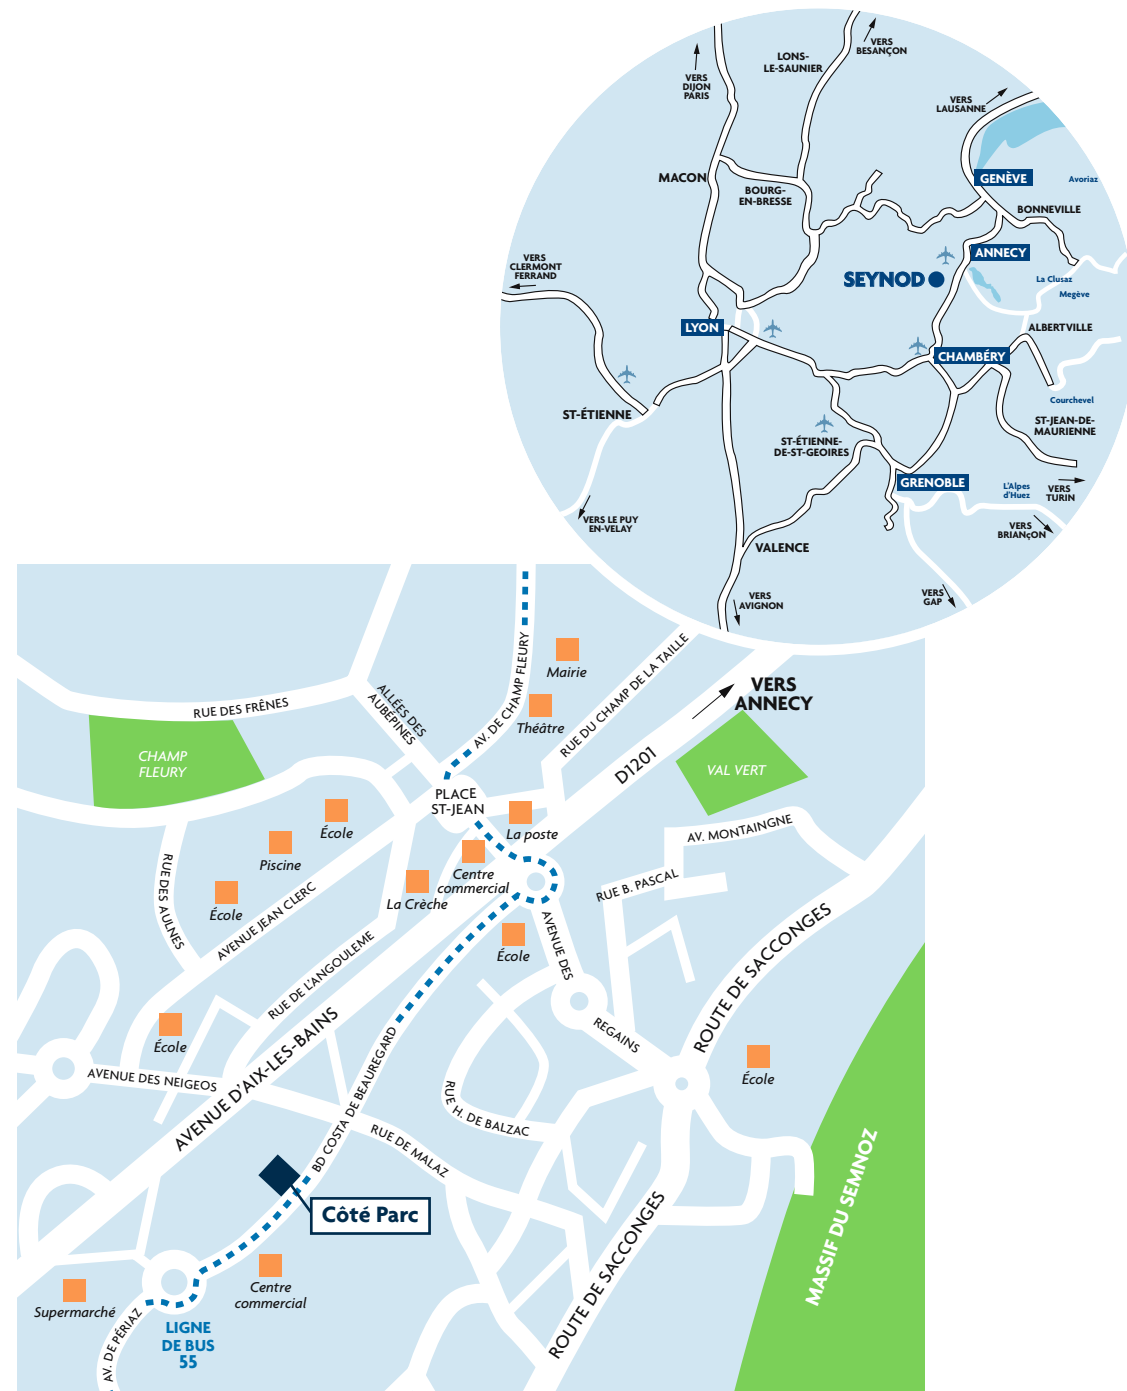 VERS
BESANÇON
LONS-
LE-SAUNIER
VERS
DIJON
PARIS
VERS
LAUSANNE
MACON
BOURG-
EN-BRESSE
GENÈVE
Avoriaz
BONNEVILLE
VERS
CLERMONT
FERRAND
ANNECY
SEYNOD
La Clusaz
Megève
LYON
ALBERTVILLE
CHAMBÉRY
Courchevel
ST-ÉTIENNE
ST-JEAN-DE-
MAURIENNE
ST-ÉTIENNE-
DE-ST-GEOIRES
GRENOBLE
L'Alpes
d'Huez
VERS
TURIN
VERS LE PUY
EN-VELAY
VERS
BRIANçON
VALENCE
VERS
AVIGNON
VERS
GAP
AV. DE CHAMP FLEURY
Mairie
RUE DU CHAMP DE LA TAILLE
ALLÉES DES
AUBÉPINES
VERS
ANNECY
RUE DES FRÊNES
Théâtre
CHAMP
FLEURY
D1201
VAL VERT
PLACE
ST-JEAN
École
La poste
AV. MONTAINGNE
Piscine
RUE DES AULNES
Centre
commercial
RUE B. PASCAL
École
La Crèche
AVENUE JEAN CLERC
AVENUE DES
REGAINS
École
ROUTE DE SACCONGES
RUE DE L'ANGOULEME
École
AVENUE D'AIX-LES-BAINS
École
AVENUE DES NEIGEOS
BD COSTA DE BEAUREGARD
RUE H. DE BALZAC
RUE DE MALAZ
MASSIF DU SEMNOZ
Côté Parc
ROUTE DE SACCONGES
Centre
commercial
Supermarché
AV. DE PÉRIAZ
LIGNE
DE BUS
55